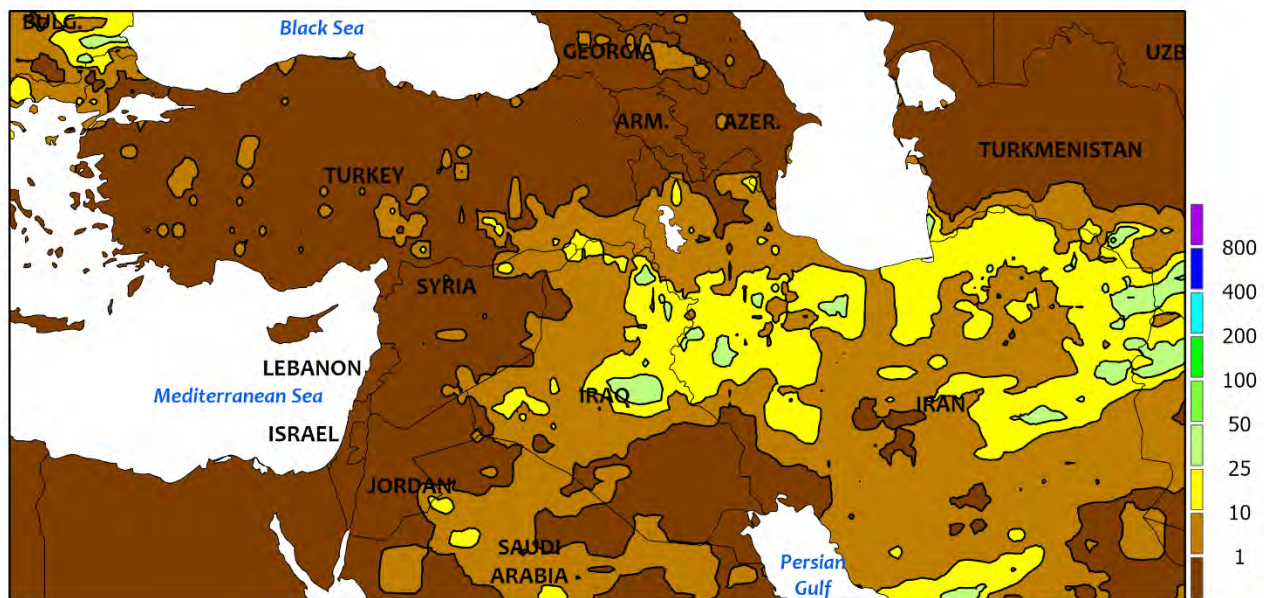 BULG.
Black Sea
GEORGIA
UZB
ARM.
AZER.
TURKMENISTAN
TURKEY
SYRIA
LEBANON
Mediterranean Sea
IRAQ
IRAN
ISRAEL
JORDAN
SAUDI
ARABIA
Persian
Gulf
800
400
200
100
50
25
10
1